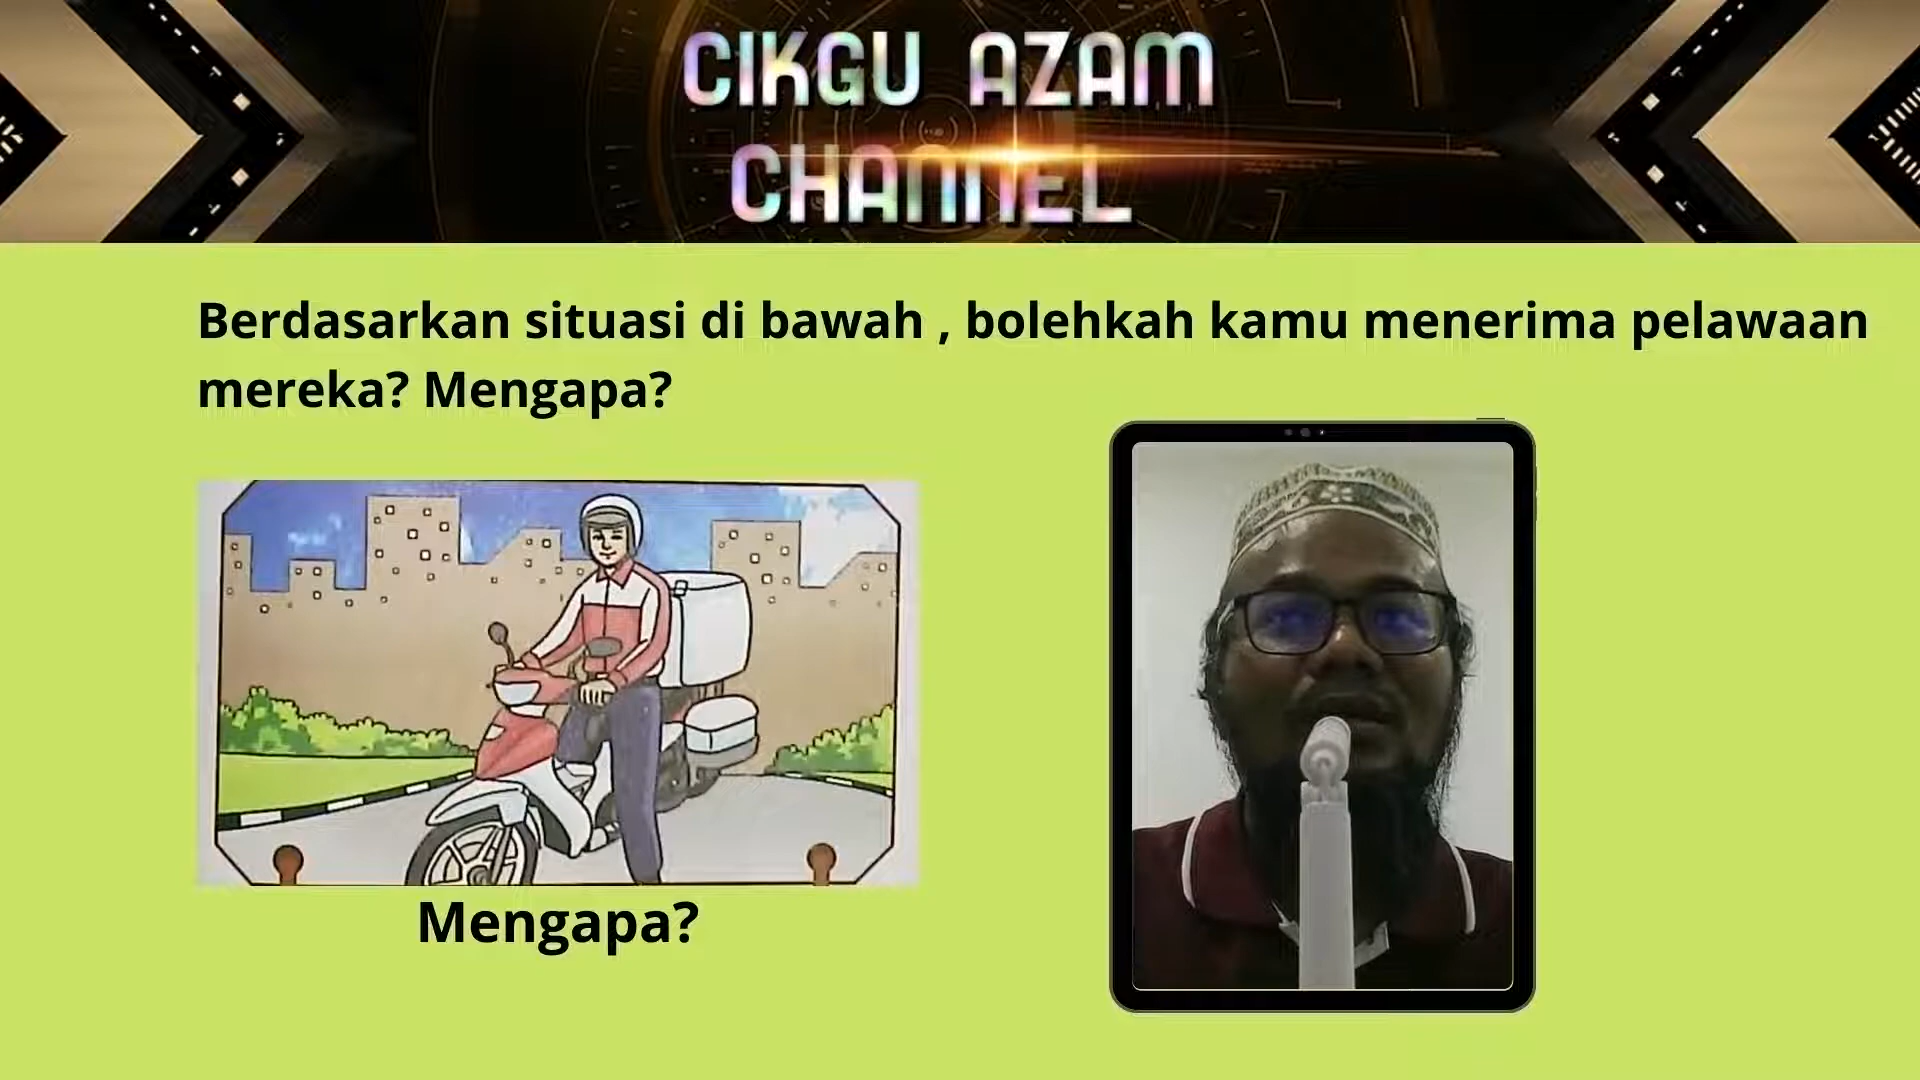 CIKGU AZAM
CHANNEL
Berdasarkan situasi di bawah , bolehkah kamu menerima pelawaan
mereka? Mengapa?
Mengapa?